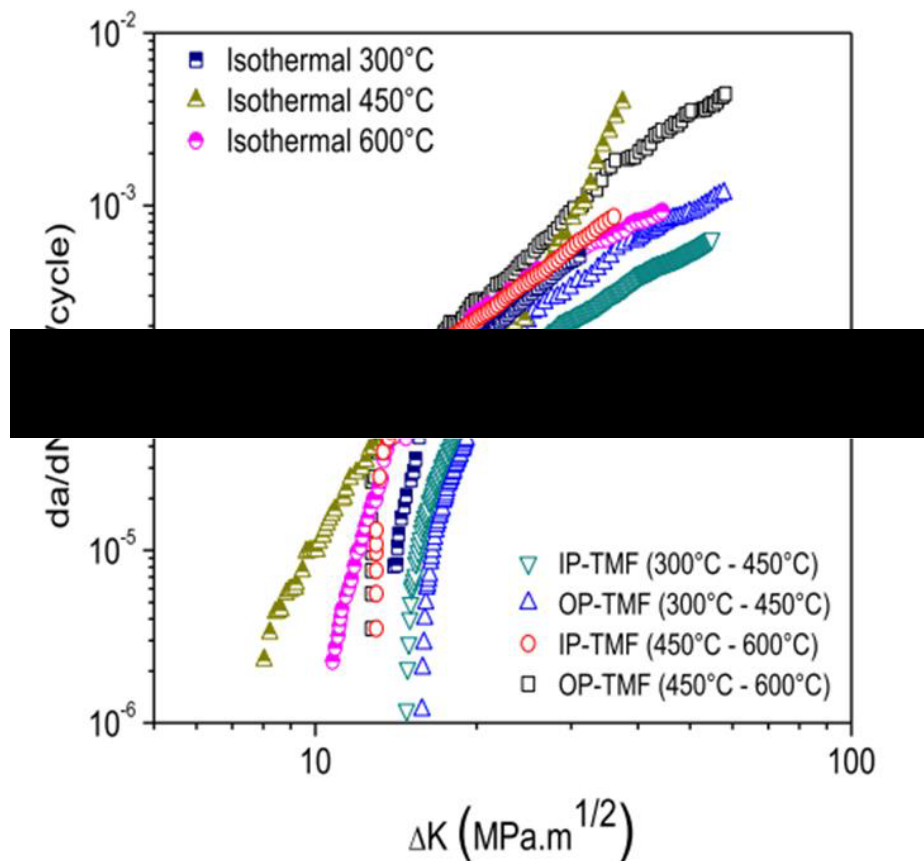 10⁻²
Isothermal 300°C
Isothermal 450°C
Isothermal 600°C
10⁻³
da/dN
/cycle)
10⁻⁵
IP-TMF (300°C - 450°C)
OP-TMF (300°C - 450°C)
IP-TMF (450°C - 600°C)
OP-TMF (450°C - 600°C)
10⁻⁶
10
100
ΔK (MPa.m¹/²)